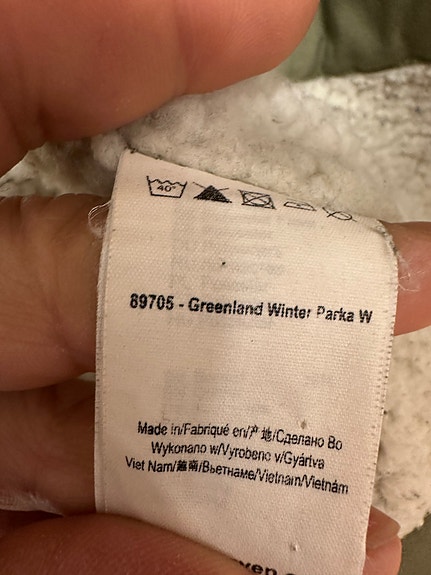 40°
89705 - Greenland Winter Parka W
Made in/Fabriqué en/产地/Сделано Во
Wykonano w/Vyrobeno v/Gyártva
Viet Nam/越南/Вьетнаме/Vietnam/Vietnám